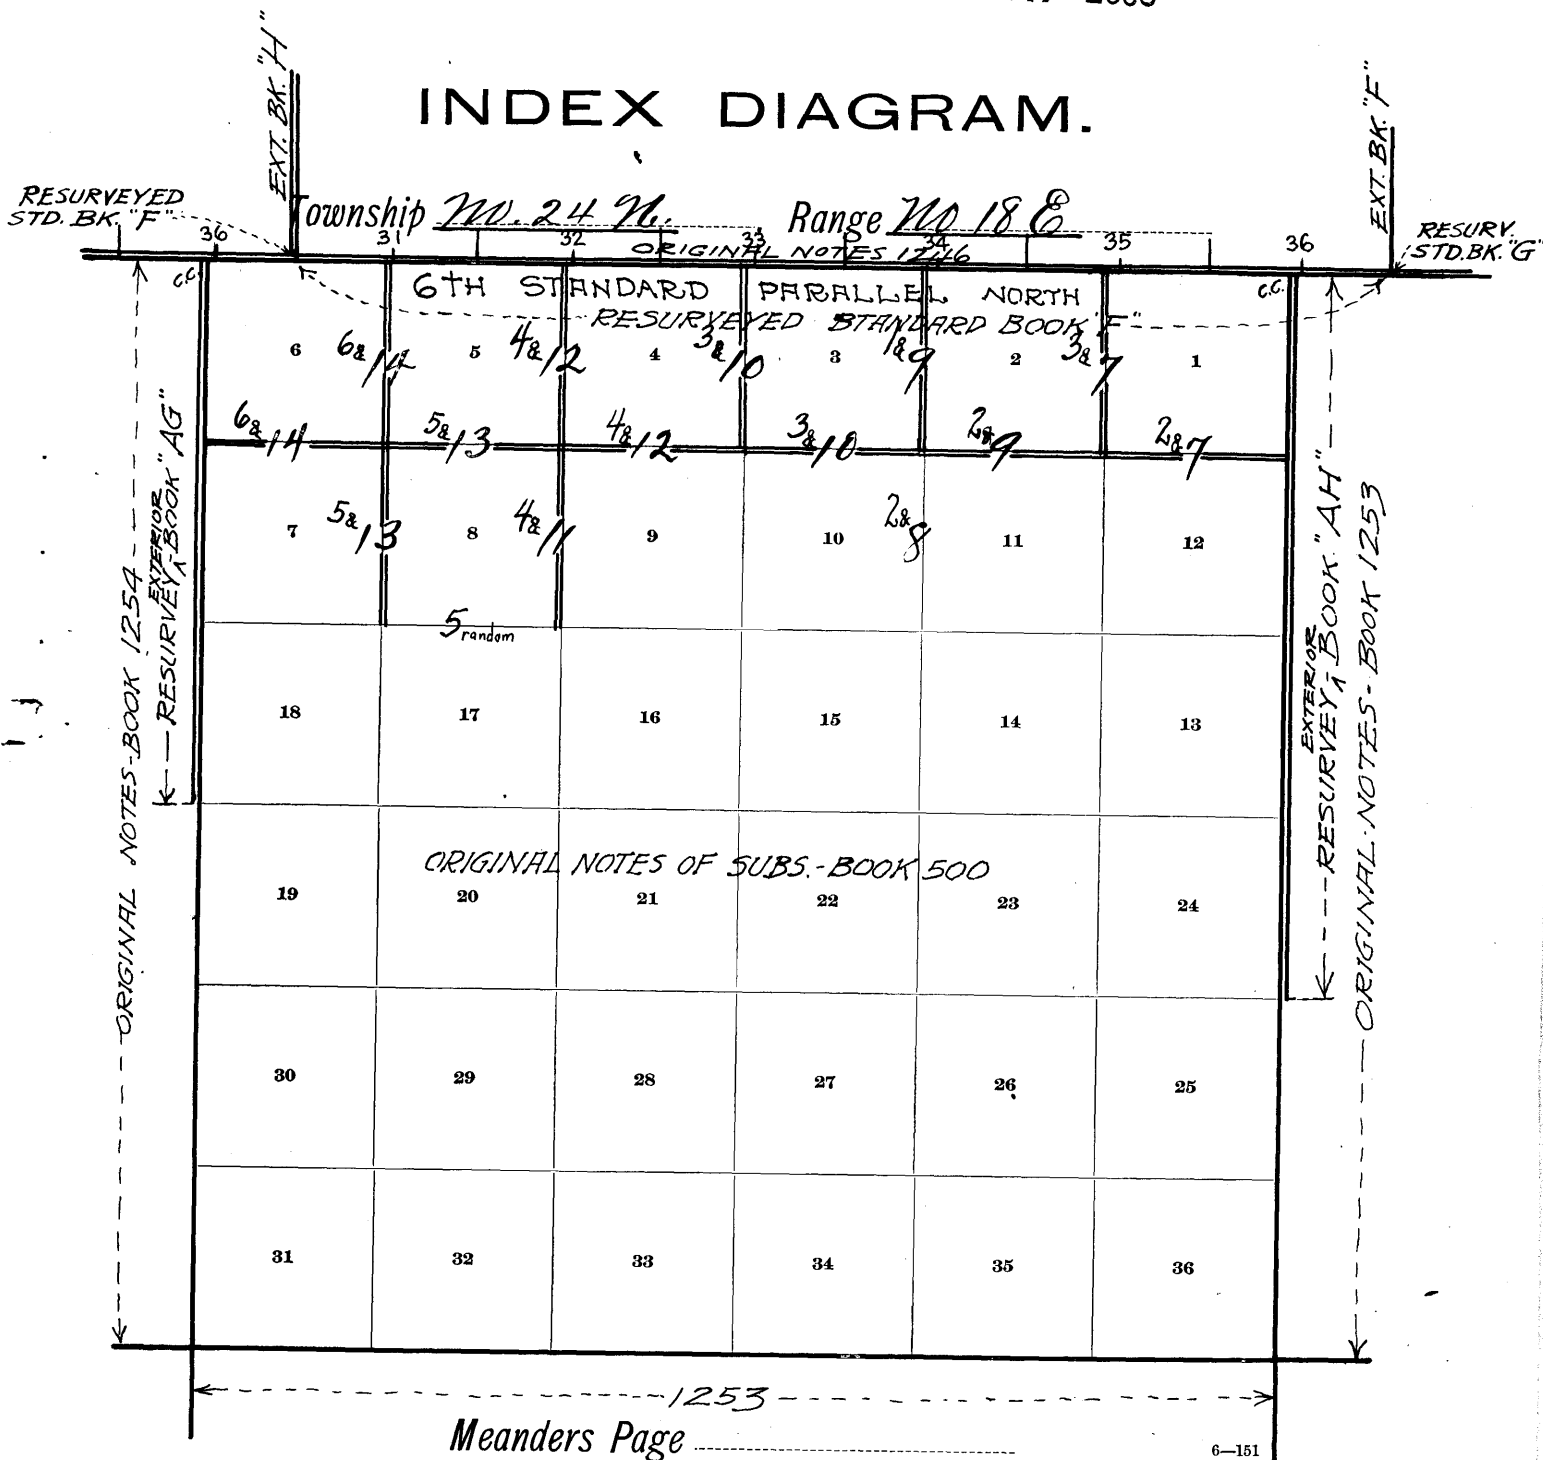 EXT. BK. "H"
INDEX DIAGRAM.
EXT. BK. "F"
RESURVEYED
STD. BK. "F"
Township No. 24 N. Range No 18 E
RESURV.
STD. BK. "G"
36 31 32 33 34 35 36
ORIGINAL NOTES 1246
C.C. 6TH STANDARD PARALLEL NORTH C.C.
RESURVEYED STANDARD BOOK "F"
6 6& 14 5 4& 12 4 3& 10 3 1& 9 2 3& 7 1
6& 14 5& 13 4& 12 3& 10 2& 9 2& 7
7 5& 13 8 4& 11 9 10 2& 8 11 12
5 random
18 17 16 15 14 13
ORIGINAL NOTES OF SUBS.-BOOK 500
19 20 21 22 23 24
30 29 28 27 26 25
31 32 33 34 35 36
ORIGINAL NOTES-BOOK 1254
EXTERIOR
RESURVEY ^ BOOK "AG"
EXTERIOR
RESURVEY ^ BOOK "AH"
ORIGINAL NOTES-BOOK 1253
1253
Meanders Page
6—151